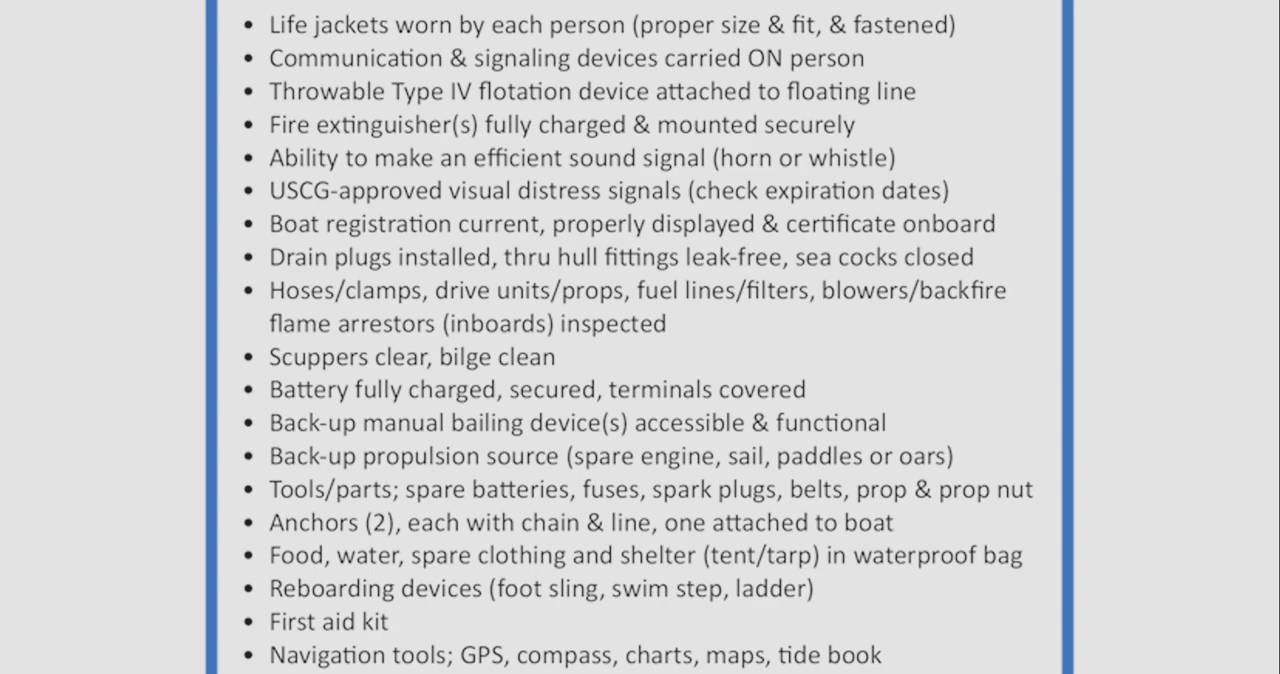 • Life jackets worn by each person (proper size & fit, & fastened)
• Communication & signaling devices carried ON person
• Throwable Type IV flotation device attached to floating line
• Fire extinguisher(s) fully charged & mounted securely
• Ability to make an efficient sound signal (horn or whistle)
• USCG-approved visual distress signals (check expiration dates)
• Boat registration current, properly displayed & certificate onboard
• Drain plugs installed, thru hull fittings leak-free, sea cocks closed
• Hoses/clamps, drive units/props, fuel lines/filters, blowers/backfire
flame arrestors (inboards) inspected
• Scuppers clear, bilge clean
• Battery fully charged, secured, terminals covered
• Back-up manual bailing device(s) accessible & functional
• Back-up propulsion source (spare engine, sail, paddles or oars)
• Tools/parts; spare batteries, fuses, spark plugs, belts, prop & prop nut
• Anchors (2), each with chain & line, one attached to boat
• Food, water, spare clothing and shelter (tent/tarp) in waterproof bag
• Reboarding devices (foot sling, swim step, ladder)
• First aid kit
• Navigation tools; GPS, compass, charts, maps, tide book